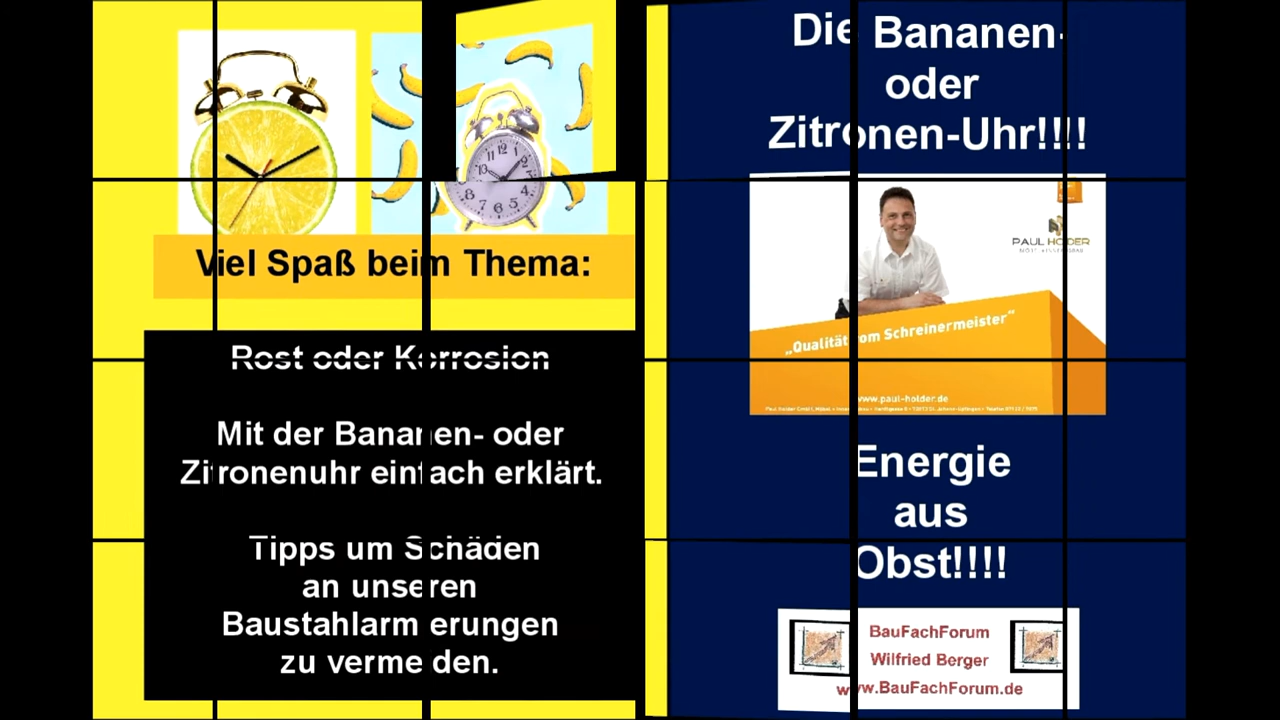 Viel Spaß beim Thema:
Rost oder Korrosion
Mit der Bananen- oder
Zitronenuhr einfach erklärt.
Tipps um Schäden
an unseren
Baustahlarmierungen
zu vermeiden.
Die Bananen-
oder
Zitronen-Uhr!!!!
PAUL HOLDER
„Qualität vom Schreinermeister“
www.paul-holder.de
Energie
aus
Obst!!!!
BauFachForum
Wilfried Berger
www.BauFachForum.de